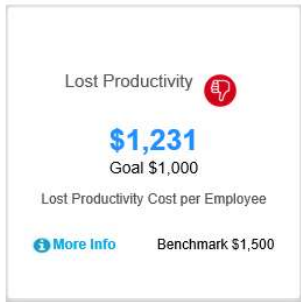 Lost Productivity
$1,231
Goal $1,000
Lost Productivity Cost per Employee
More Info Benchmark $1,500